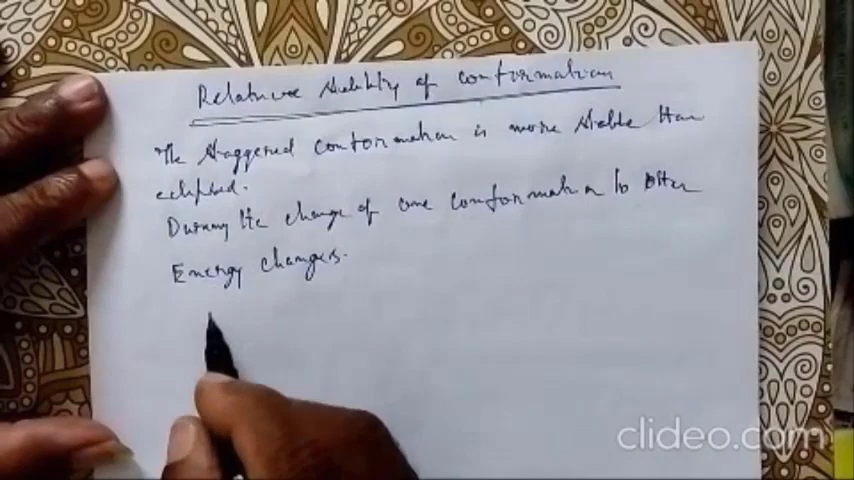 Relative stability of conformation
The staggered conformation is more stable than
eclipsed.
During the change of one conformation to other
Energy changes.
clideo.com